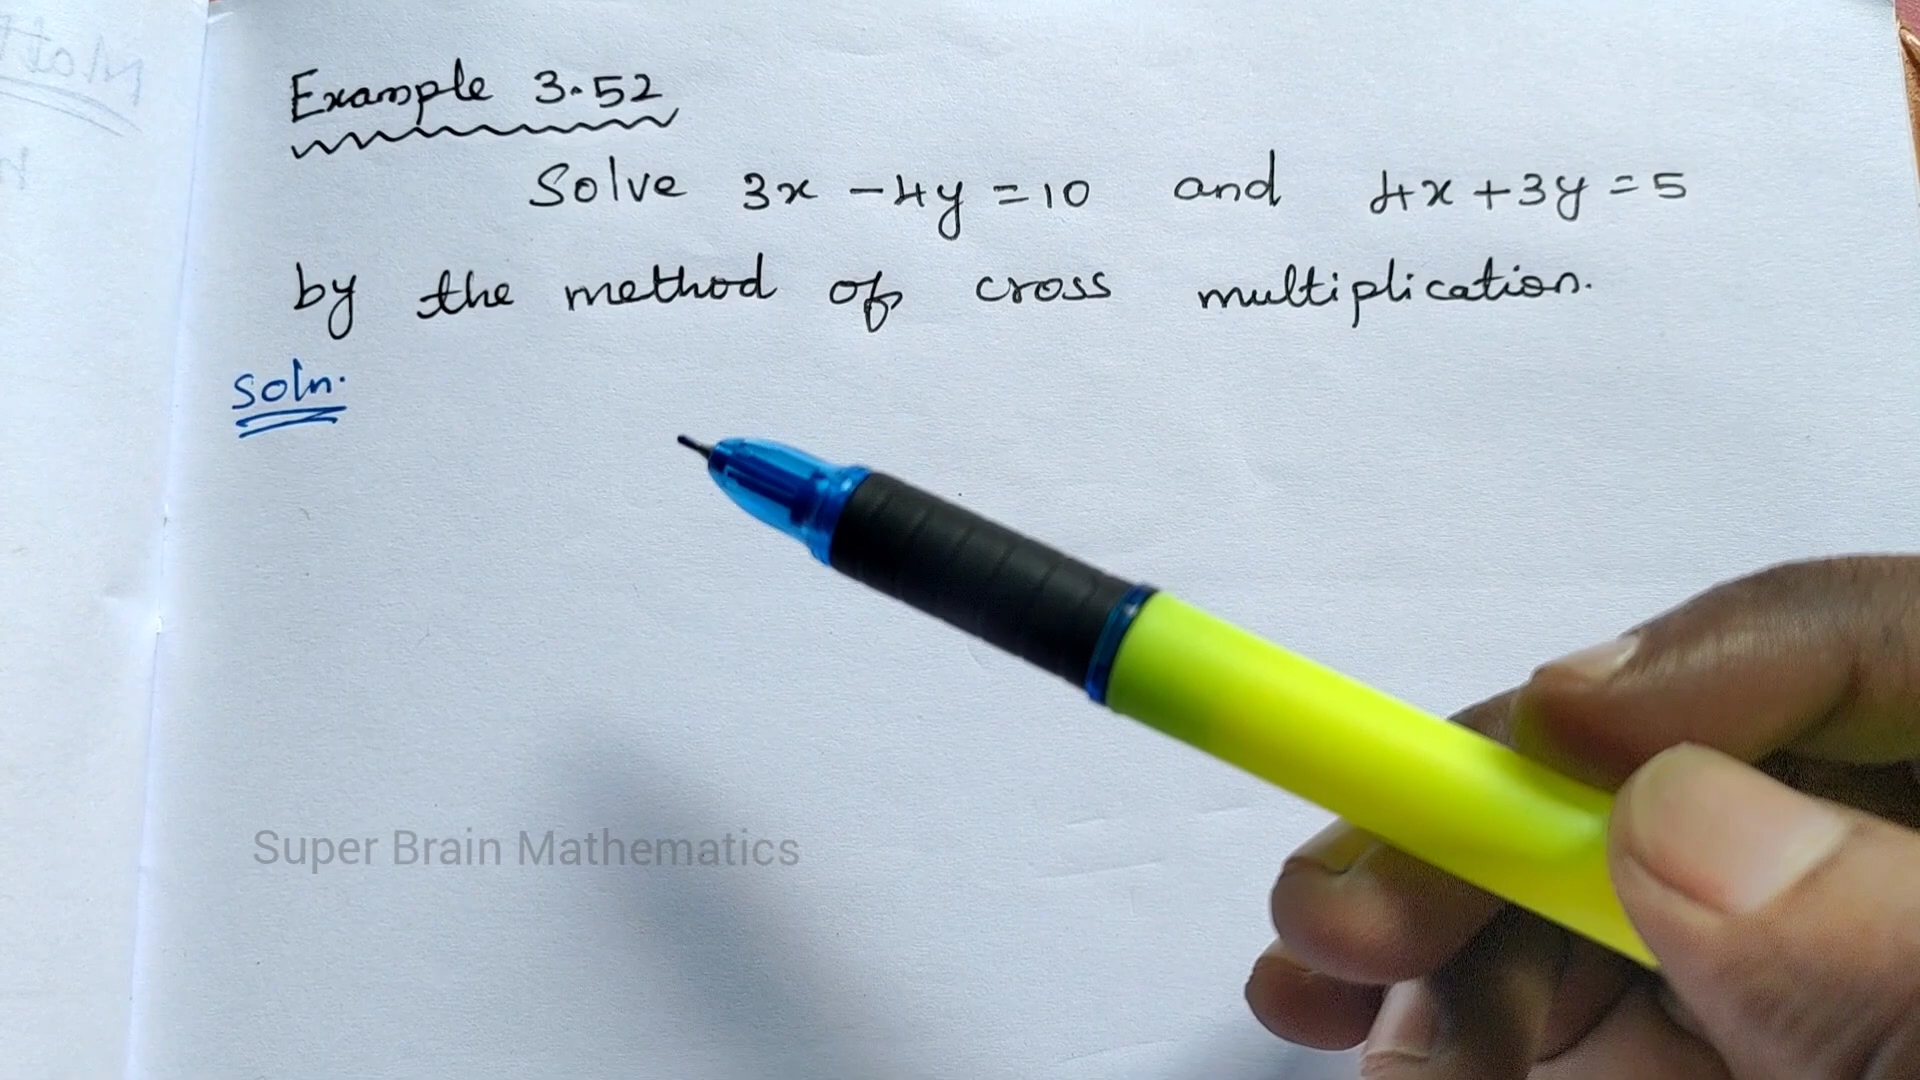 Example 3.52
Solve 3x - 4y = 10 and 4x + 3y = 5
by the method of cross multiplication.
Soln.
Super Brain Mathematics